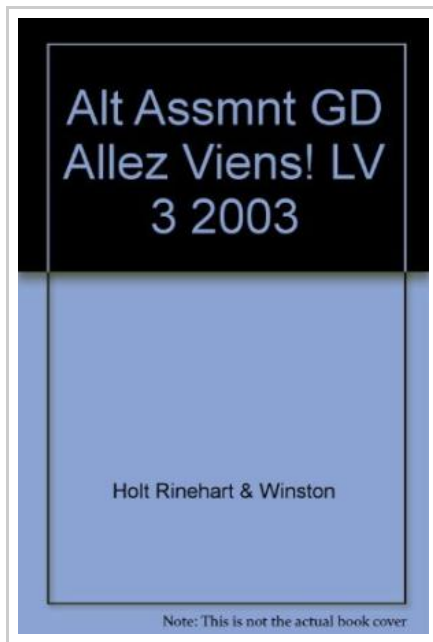 Alt Assmnt GD
Allez Viens! LV
3 2003
Holt Rinehart & Winston
Note: This is not the actual book cover